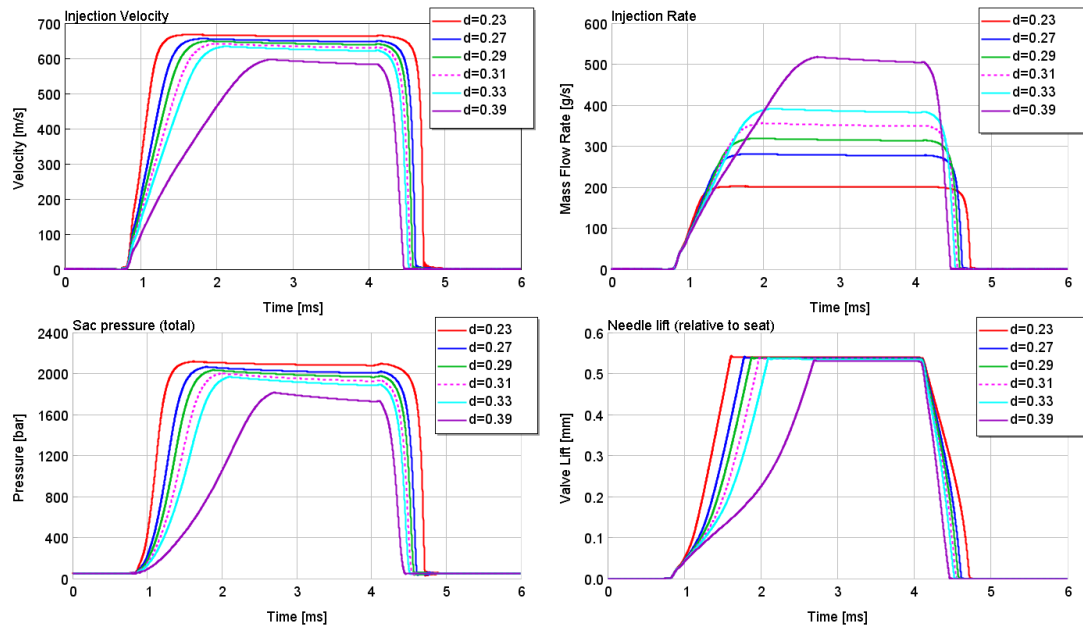 Injection Velocity
700
600
500
400
300
200
100
0
Velocity [m/s]
0 1 2 3 4 5 6
Time [ms]
d=0.23
d=0.27
d=0.29
d=0.31
d=0.33
d=0.39
Injection Rate
600
500
400
300
200
100
0
Mass Flow Rate [g/s]
0 1 2 3 4 5 6
Time [ms]
d=0.23
d=0.27
d=0.29
d=0.31
d=0.33
d=0.39
Sac pressure (total)
2400
2000
1600
1200
800
400
0
Pressure [bar]
0 1 2 3 4 5 6
Time [ms]
d=0.23
d=0.27
d=0.29
d=0.31
d=0.33
d=0.39
Needle lift (relative to seat)
0.6
0.5
0.4
0.3
0.2
0.1
0.0
Valve Lift [mm]
0 1 2 3 4 5 6
Time [ms]
d=0.23
d=0.27
d=0.29
d=0.31
d=0.33
d=0.39